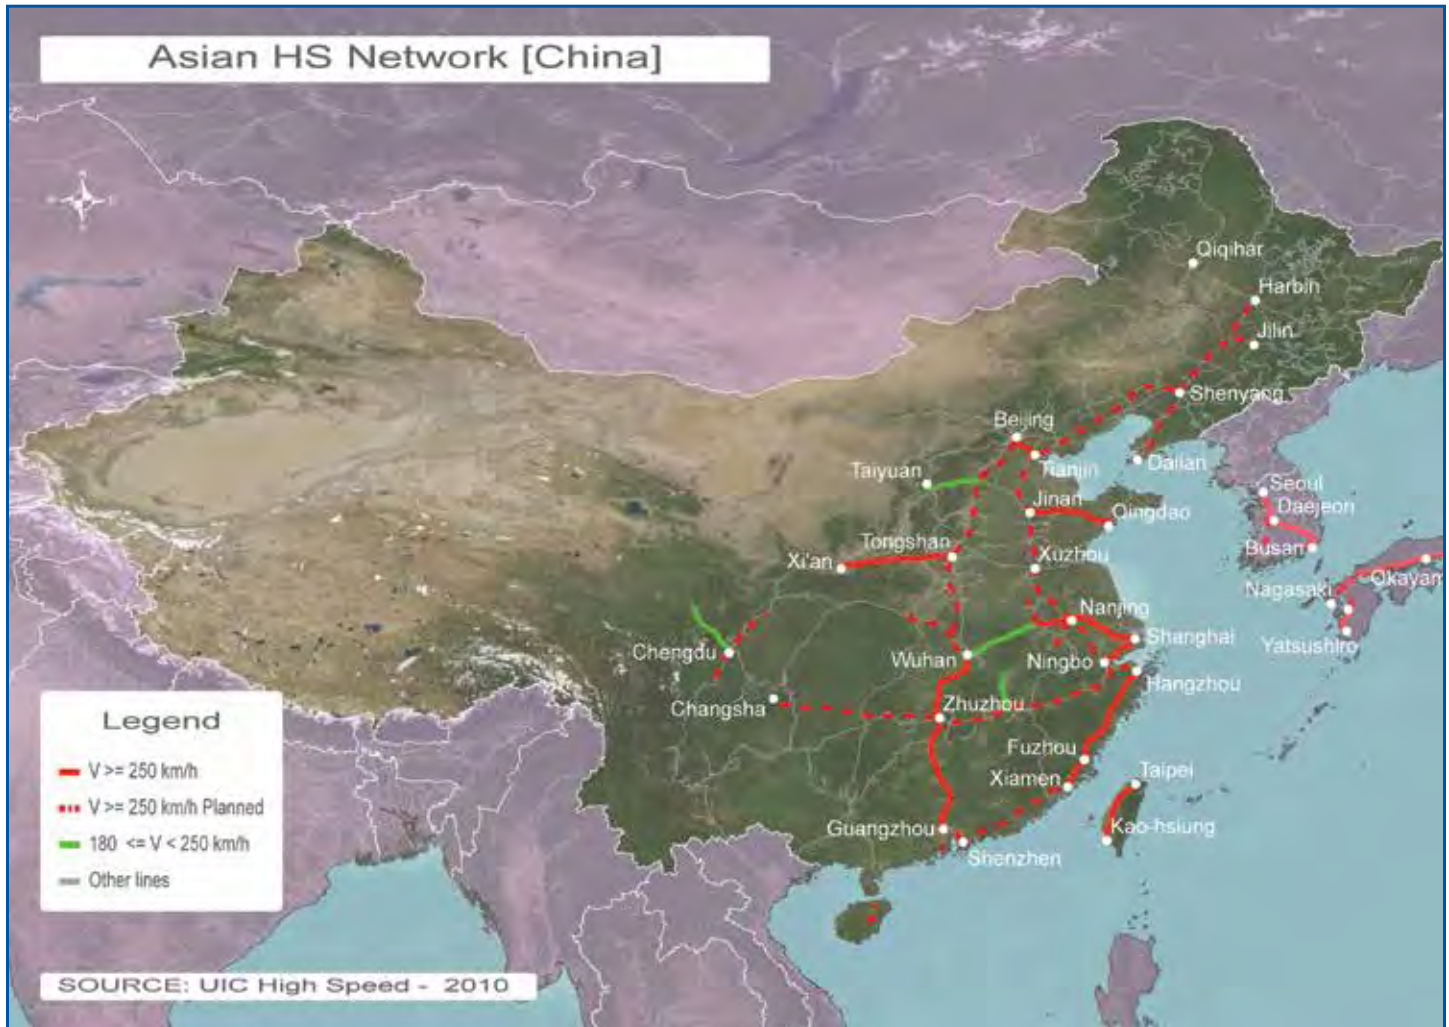 Asian HS Network [China]
Qiqihar
Harbin
Jilin
Shenyang
Beijing
Tianjin
Dailan
Taiyuan
Seoul
Jinan
Daejeon
Qingdao
Tongshan
Xuzhou
Busan
Xi'an
Okayam
Nagasaki
Nanjing
Shanghai
Yatsushiro
Chengdu
Wuhan
Ningbo
Hangzhou
Changsha
Zhuzhou
Fuzhou
Xiamen
Taipei
Guangzhou
Kao-hsiung
Shenzhen
Legend
V >= 250 km/h
V >= 250 km/h Planned
180 <= V < 250 km/h
Other lines
SOURCE: UIC High Speed - 2010